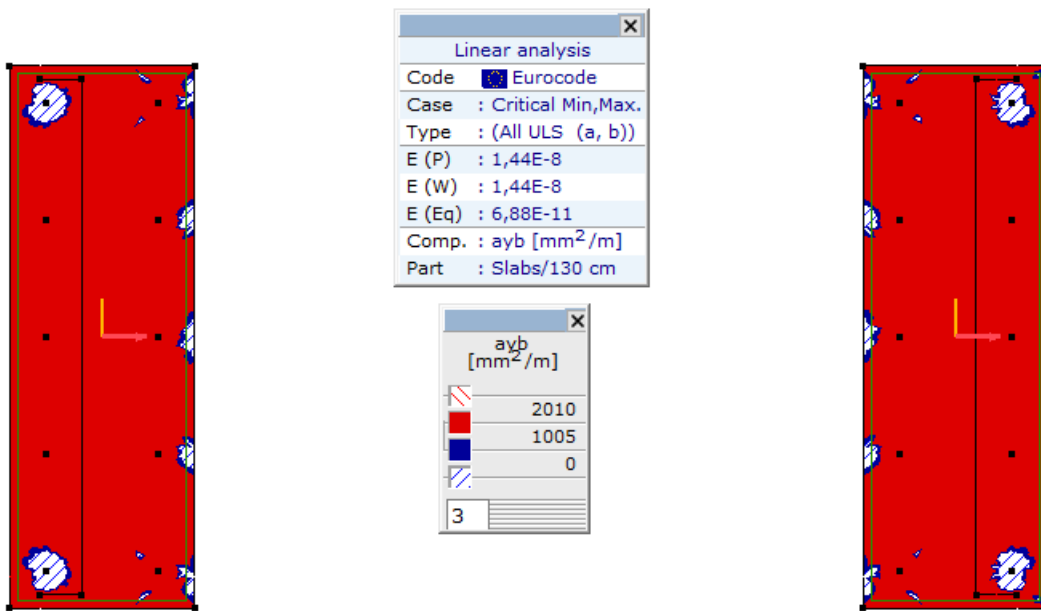 Linear analysis
Code Eurocode
Case : Critical Min,Max.
Type : (All ULS (a, b))
E (P) : 1,44E-8
E (W) : 1,44E-8
E (Eq) : 6,88E-11
Comp. : ayb [mm²/m]
Part : Slabs/130 cm
ayb
[mm²/m]
2010
1005
0
3